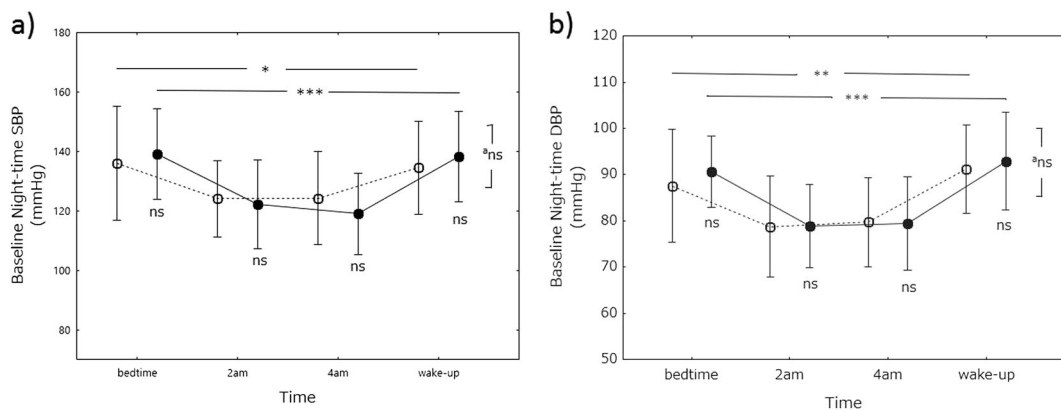 a)
Baseline Night-time SBP
(mmHg)
180
160
140
120
100
80
*
***
ns
ns
ns
ns
ªns
bedtime
2am
4am
wake-up
Time
b)
Baseline Night-time DBP
(mmHg)
120
110
100
90
80
70
60
50
**
***
ns
ns
ns
ns
ªns
bedtime
2am
4am
wake-up
Time